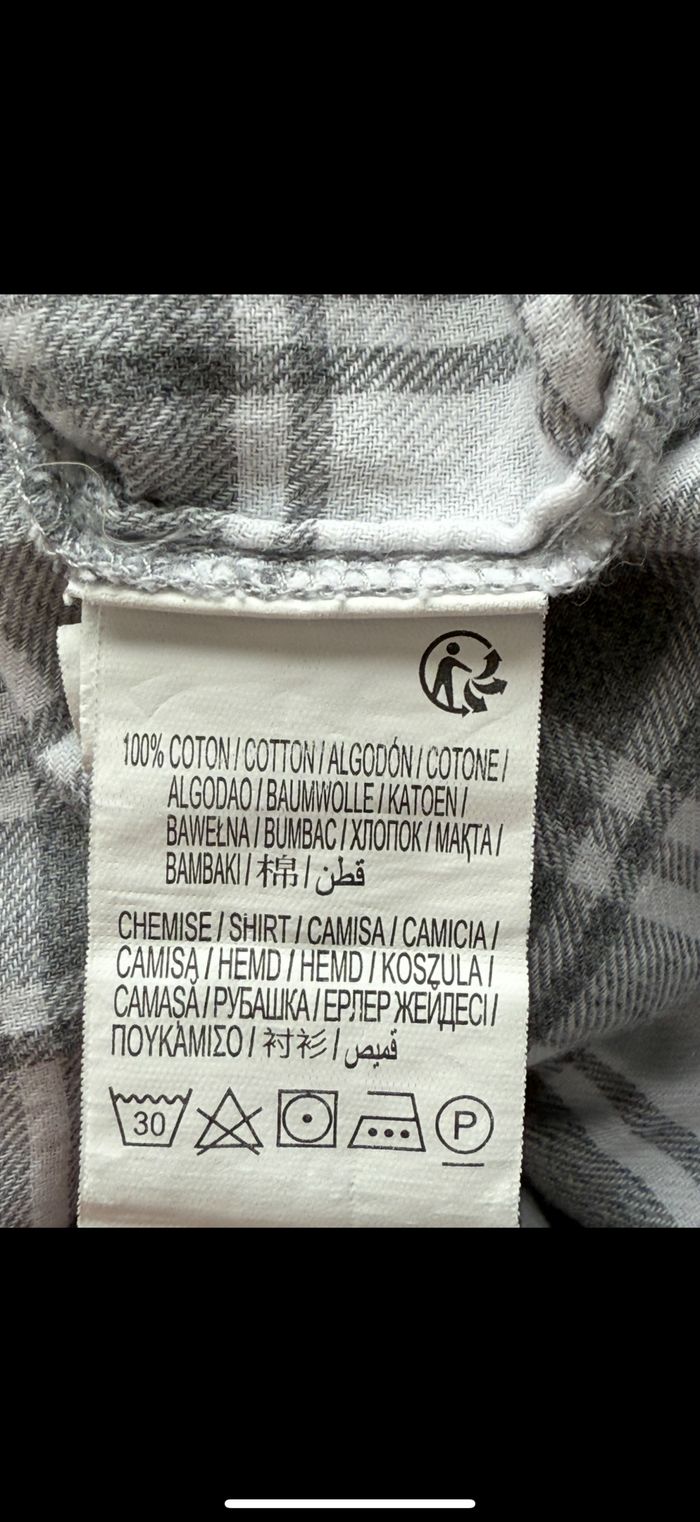 100% COTON / COTTON / ALGODÓN / COTONE /
ALGODAO / BAUMWOLLE / KATOEN /
BAWEŁNA / BUMBAC / ХЛОПОК / МАҚТА /
BAMBAKI / 棉 / قطن
CHEMISE / SHIRT / CAMISA / CAMICIA /
CAMISA / HEMD / HEMD / KOSZULA /
CAMAȘĂ / РУБАШКА / ЕРЛЕР ЖЕЙДЕСІ /
ΠΟΥΚΑΜΙΣΟ / 衬衫 / قميص
30 P